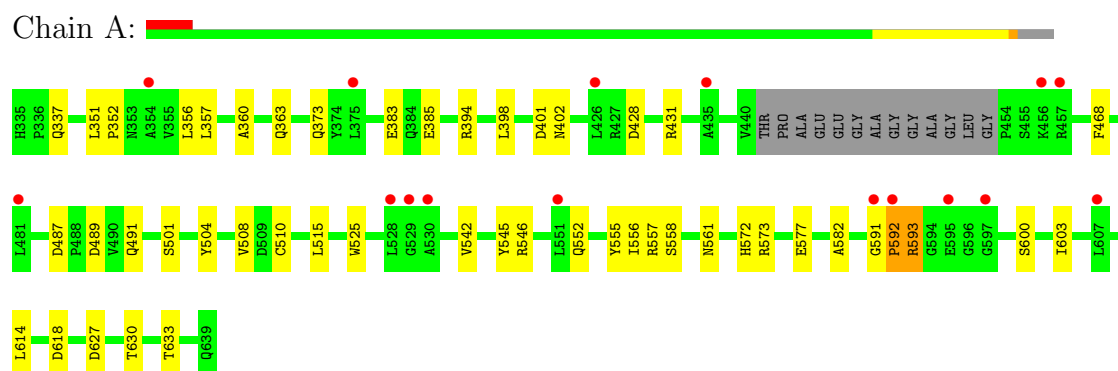 Chain A:
H335 P336 Q337 L351 P352 N353 A354 V355 L356 L357 A360 Q363 Q373 Y374 L375 E383 Q384 E385 R394 L398 D401 N402 L426 R427 D428 R431 A435 V440 THR PRO ALA GLU GLU GLY ALA GLY GLY ALA GLY LEU GLY P454 S455 K456 R457 F468
L481 D487 P488 D489 V490 Q491 S501 Y504 V508 D509 C510 L515 W525 L528 G529 A530 V542 Y545 R546 L551 Q552 Y555 I556 R557 S558 N561 H572 R573 E577 A582 G591 P592 R593 G594 E595 G596 G597 S600 I603 L607
L614 D618 D627 T630 T633 Q639